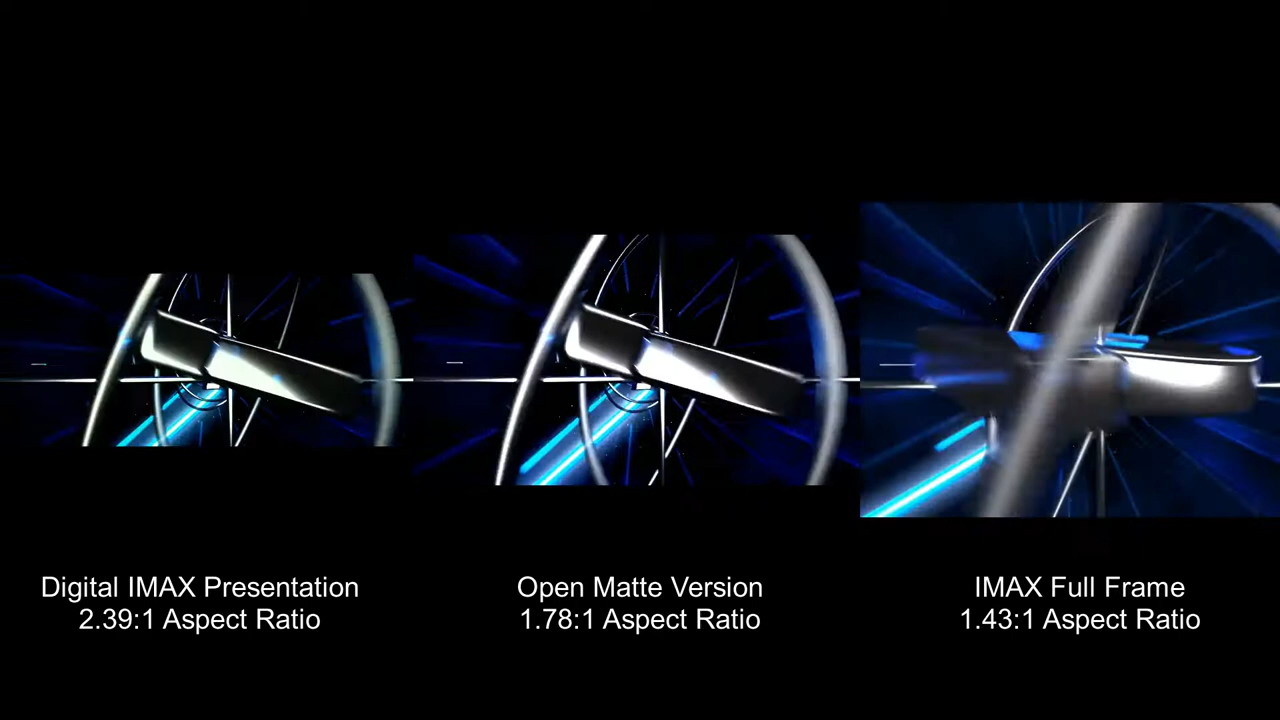 Digital IMAX Presentation
2.39:1 Aspect Ratio
Open Matte Version
1.78:1 Aspect Ratio
IMAX Full Frame
1.43:1 Aspect Ratio